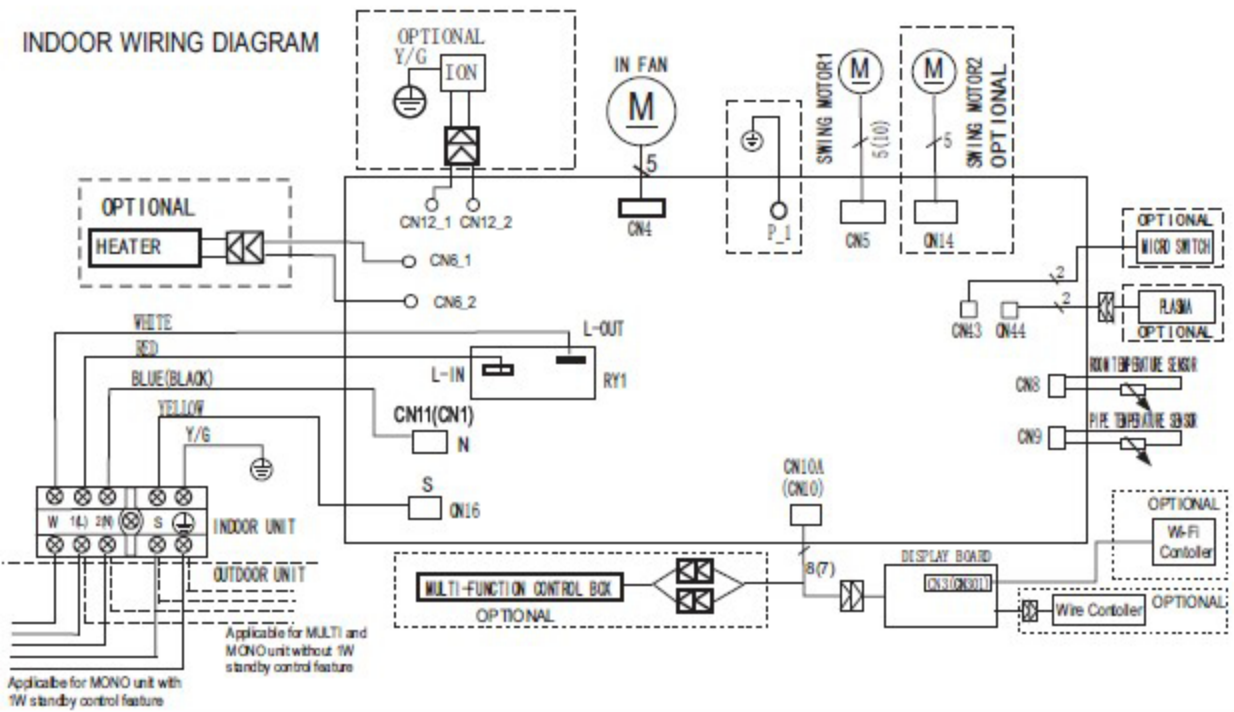 INDOOR WIRING DIAGRAM
OPTIONAL
Y/G
ION
IN FAN
M
5
SWING MOTOR1
M
5(10)
M
5
SWING MOTOR2
OPTIONAL
CN12_1
CN12_2
CN4
P_1
CN5
CN14
OPTIONAL
HEATER
CN6_1
CN6_2
OPTIONAL
MICRO SWITCH
2
2
PLASMA
OPTIONAL
CN43
CN44
WHITE
L-OUT
RED
L-IN
RY1
BLUE(BLACK)
CN11(CN1)
N
YELLOW
Y/G
S
CN16
CN8
ROOM TEMPERATURE SENSOR
CN9
PIPE TEMPERATURE SENSOR
W 1(L) 2(N) S
INDOOR UNIT
OUTDOOR UNIT
CN10A
(CN10)
8(7)
DISPLAY BOARD
CN3(CN301)
OPTIONAL
Wi-Fi
Contoller
MULTI-FUNCTION CONTROL BOX
OPTIONAL
Wire Contoller
OPTIONAL
Applicable for MULTI and
MONO unit without 1W
standby control feature
Applicalbe for MONO unit with
1W standby control feature